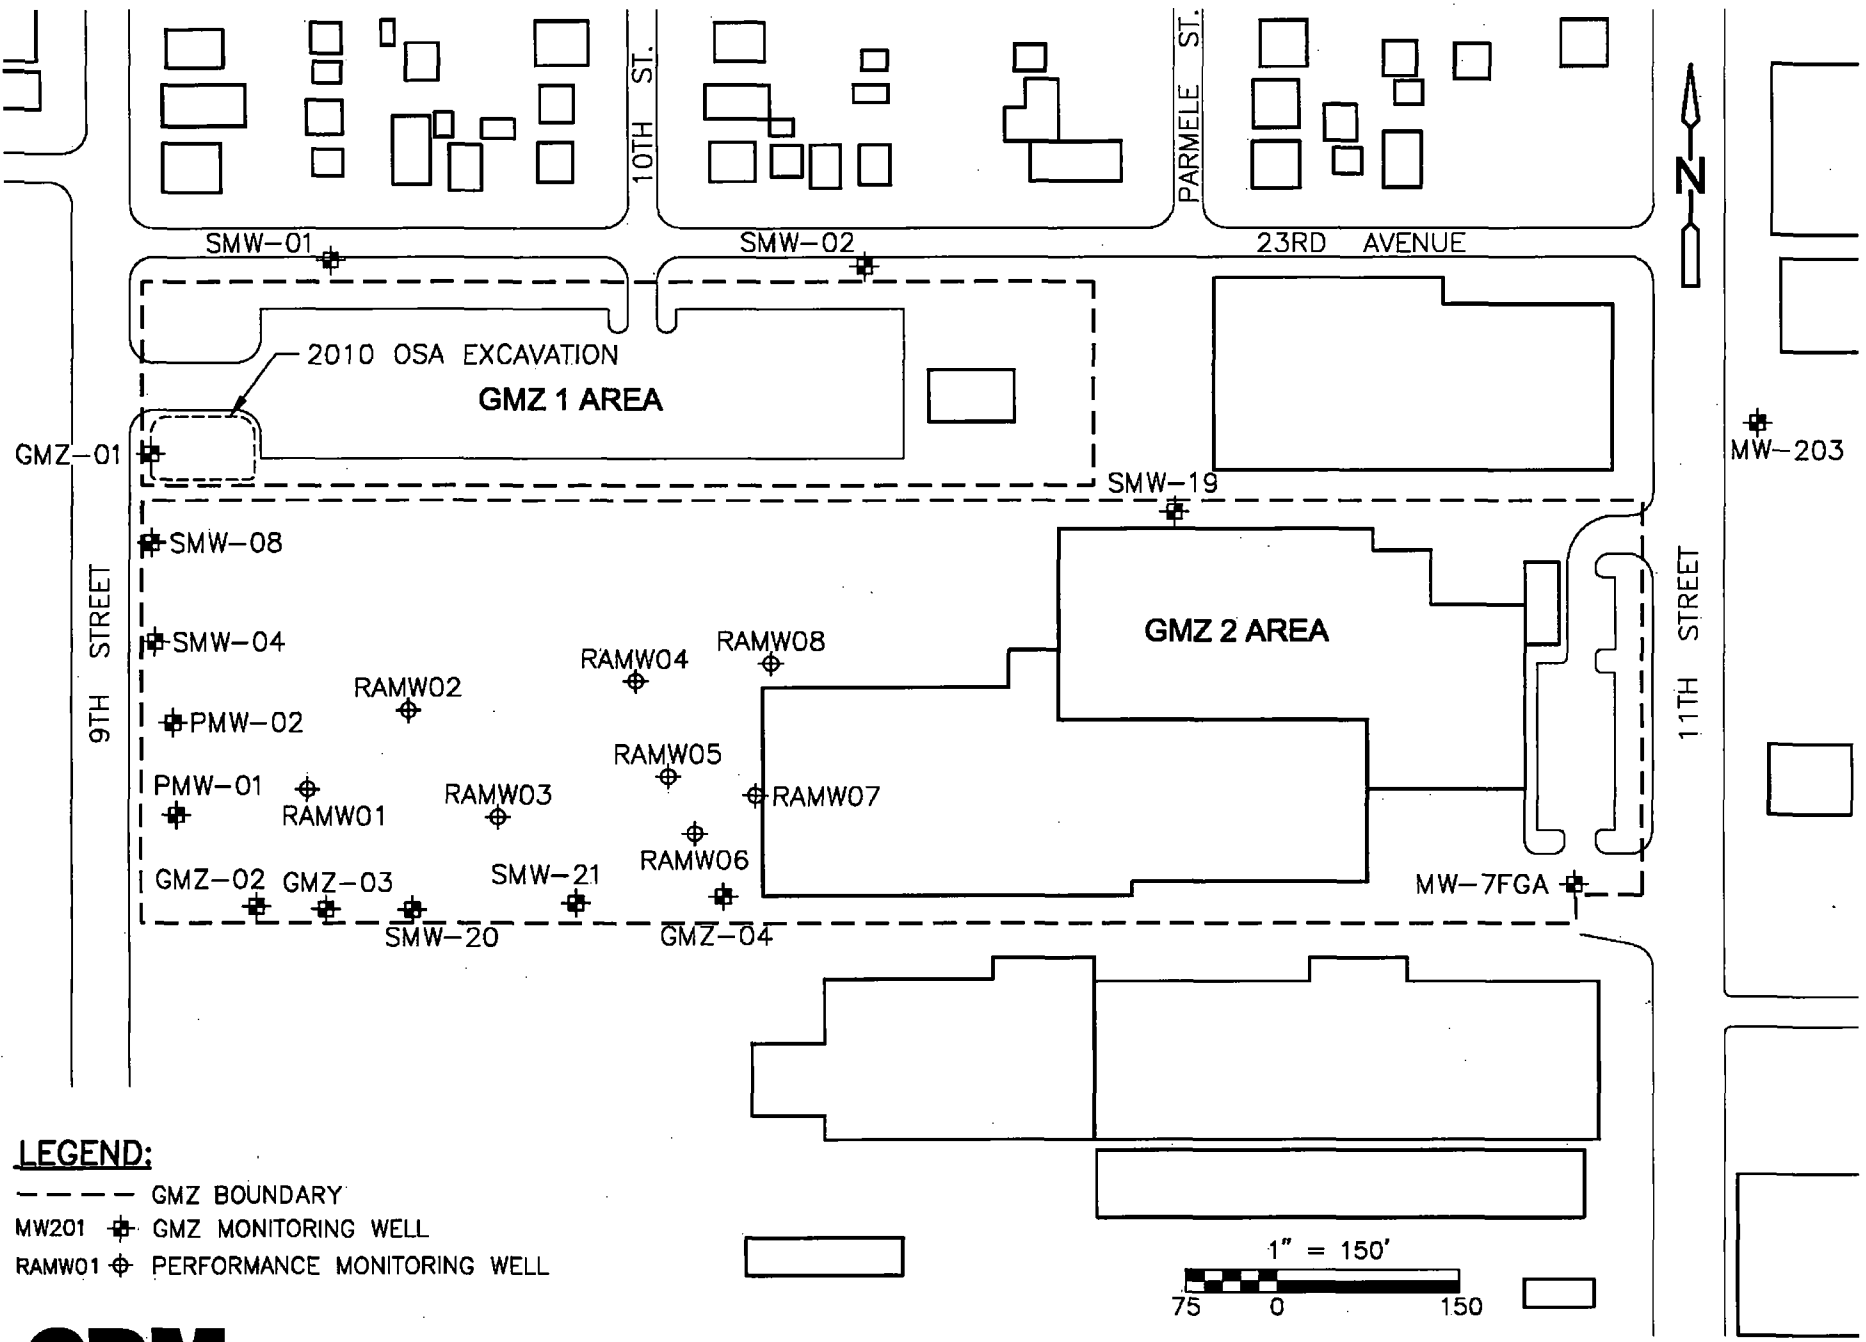 10TH ST.
PARMELE ST.
N
SMW-01
SMW-02
23RD AVENUE
2010 OSA EXCAVATION
GMZ 1 AREA
GMZ-01
MW-203
SMW-19
SMW-08
9TH STREET
11TH STREET
SMW-04
GMZ 2 AREA
RAMW08
RAMW04
RAMW02
PMW-02
RAMW05
PMW-01
RAMW03
RAMW07
RAMW01
RAMW06
GMZ-02
GMZ-03
SMW-21
MW-7FGA
SMW-20
GMZ-04
LEGEND:
GMZ BOUNDARY
MW201 GMZ MONITORING WELL
RAMW01 PERFORMANCE MONITORING WELL
1" = 150'
75 0 150